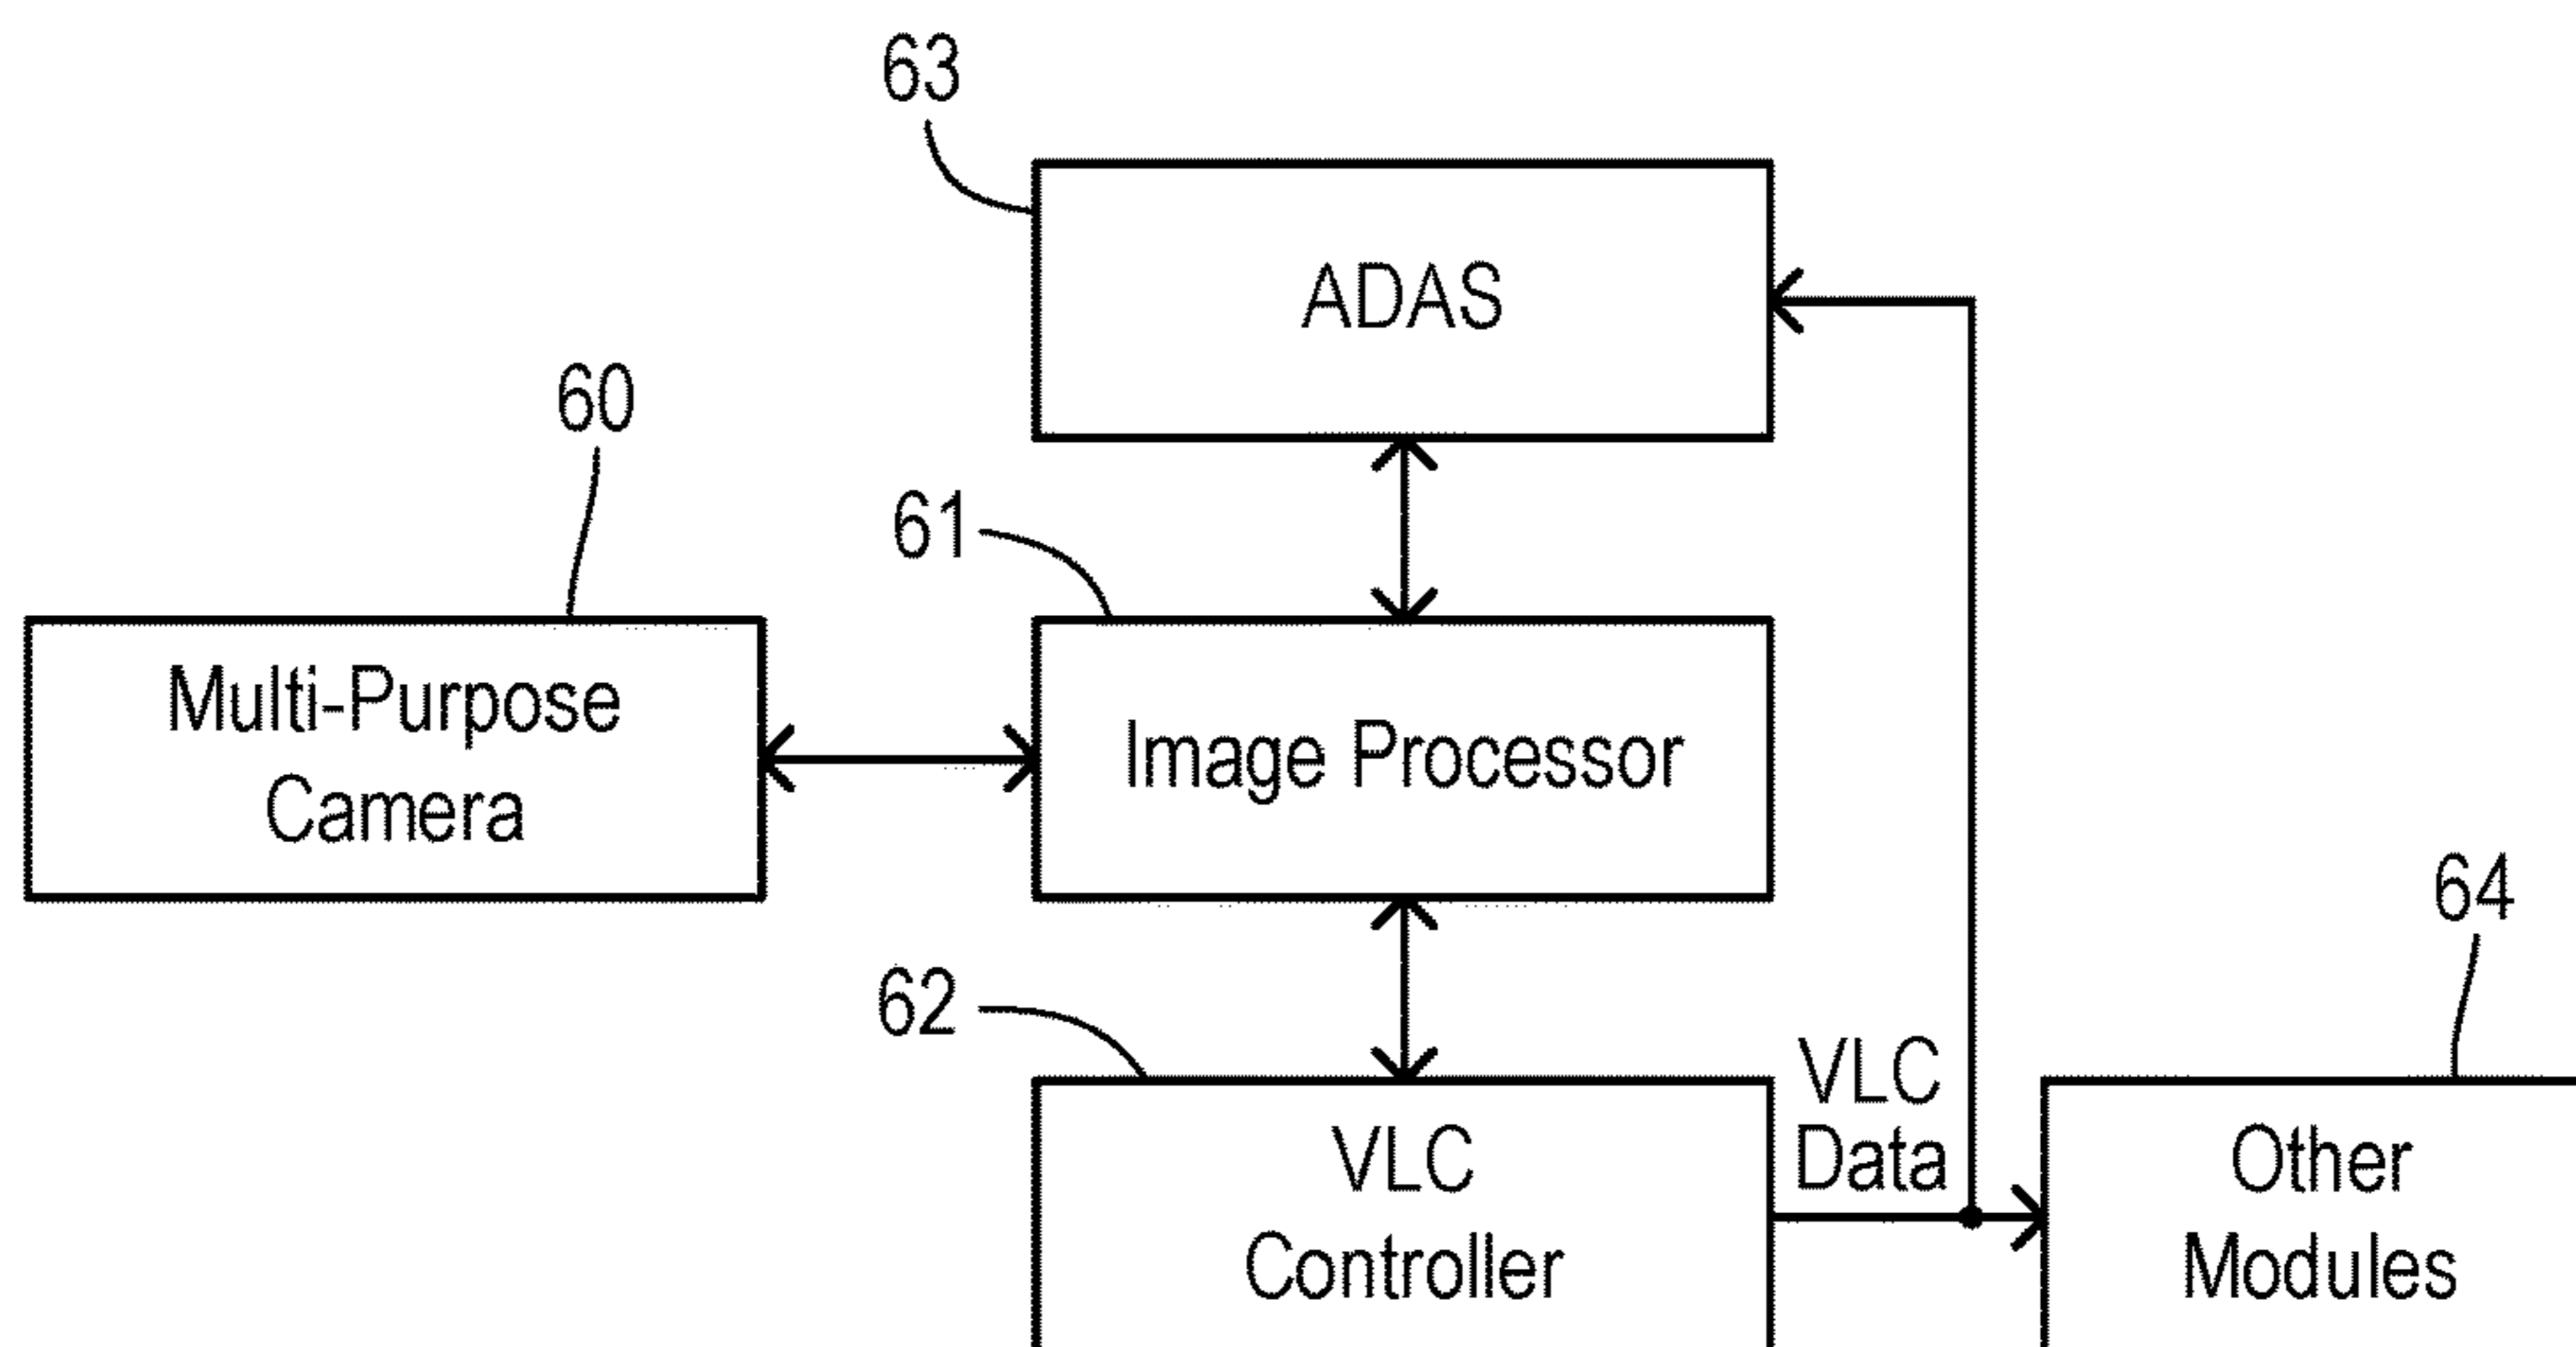 63
ADAS
60
61
Multi-Purpose
Camera
Image Processor
64
62
VLC
Data
VLC
Controller
Other
Modules